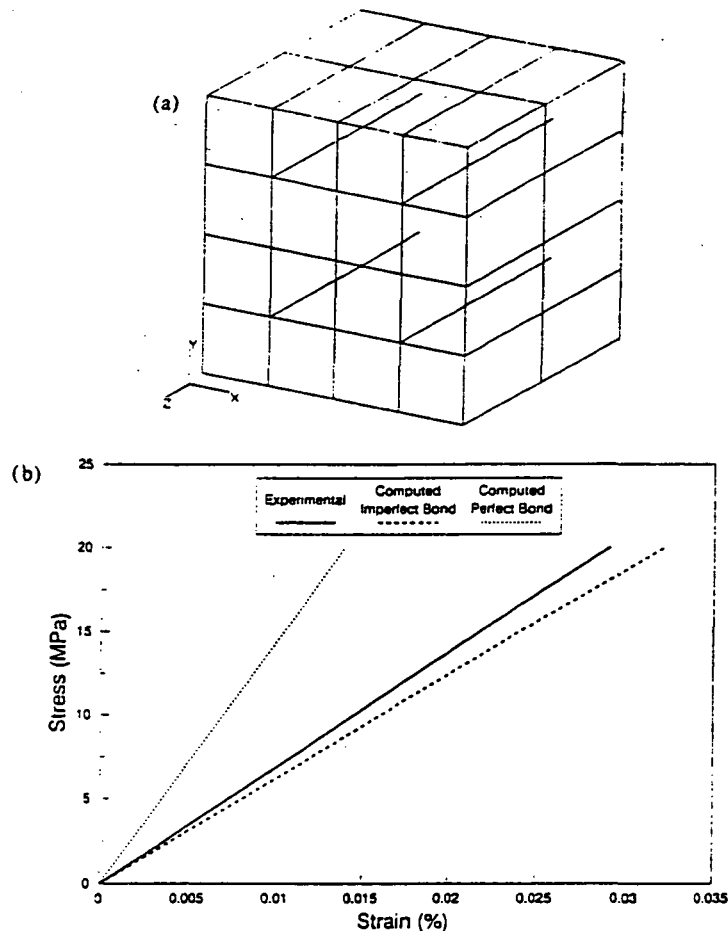 (a)
Y
Z
X
(b)
25
20
15
10
5
0
Stress (MPa)
Experimental
Computed Imperfect Bond
Computed Perfect Bond
0 0.005 0.01 0.015 0.02 0.025 0.03 0.035
Strain (%)